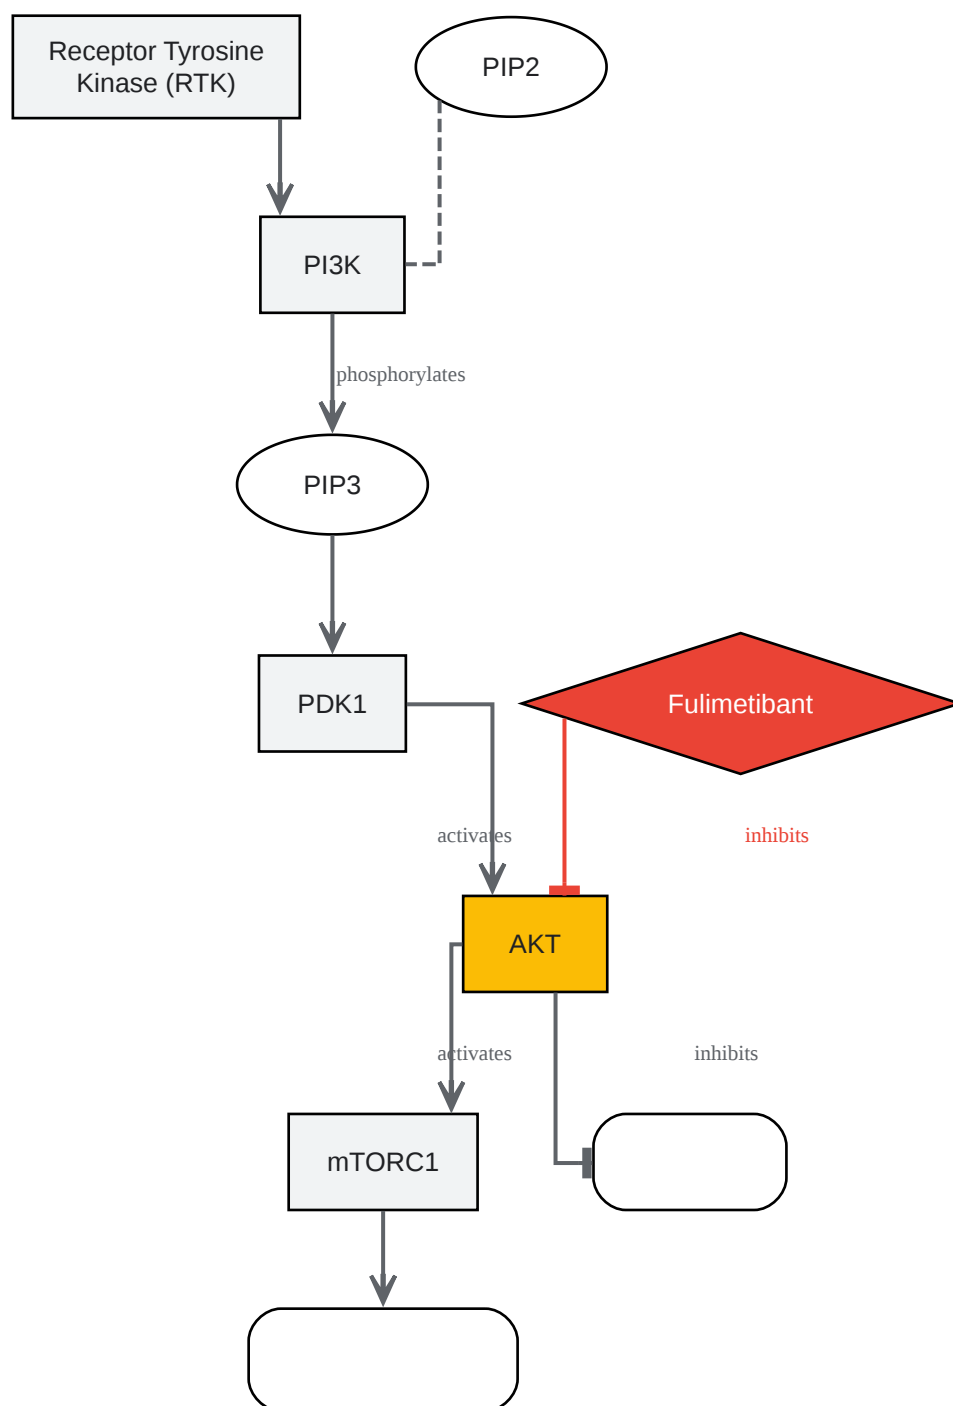 Receptor Tyrosine
Kinase (RTK)
PIP2
PI3K
phosphorylates
PIP3
PDK1
Fulimetibant
activates
inhibits
AKT
activates
inhibits
mTORC1